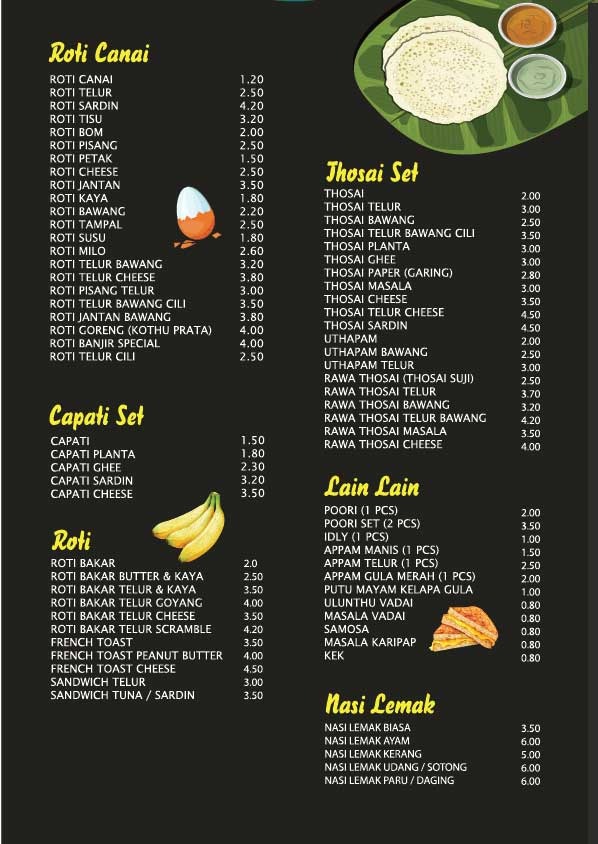 Roti Canai
ROTI CANAI 1.20
ROTI TELUR 2.50
ROTI SARDIN 4.20
ROTI TISU 3.20
ROTI BOM 2.00
ROTI PISANG 2.50
ROTI PETAK 1.50
ROTI CHEESE 2.50
ROTI JANTAN 3.50
ROTI KAYA 1.80
ROTI BAWANG 2.20
ROTI TAMPAL 2.50
ROTI SUSU 1.80
ROTI MILO 2.60
ROTI TELUR BAWANG 3.20
ROTI TELUR CHEESE 3.80
ROTI PISANG TELUR 3.00
ROTI TELUR BAWANG CILI 3.50
ROTI JANTAN BAWANG 3.80
ROTI GORENG (KOTHU PRATA) 4.00
ROTI BANJIR SPECIAL 4.00
ROTI TELUR CILI 2.50
Capati Set
CAPATI 1.50
CAPATI PLANTA 1.80
CAPATI GHEE 2.30
CAPATI SARDIN 3.20
CAPATI CHEESE 3.50
Roti
ROTI BAKAR 2.0
ROTI BAKAR BUTTER & KAYA 2.50
ROTI BAKAR TELUR & KAYA 3.50
ROTI BAKAR TELUR GOYANG 4.00
ROTI BAKAR TELUR CHEESE 3.50
ROTI BAKAR TELUR SCRAMBLE 4.20
FRENCH TOAST 3.50
FRENCH TOAST PEANUT BUTTER 4.00
FRENCH TOAST CHEESE 4.50
SANDWICH TELUR 3.00
SANDWICH TUNA / SARDIN 3.50
Thosai Set
THOSAI 2.00
THOSAI TELUR 3.00
THOSAI BAWANG 2.50
THOSAI TELUR BAWANG CILI 3.50
THOSAI PLANTA 3.00
THOSAI GHEE 3.00
THOSAI PAPER (GARING) 2.80
THOSAI MASALA 3.00
THOSAI CHEESE 3.50
THOSAI TELUR CHEESE 4.50
THOSAI SARDIN 4.50
UTHAPAM 2.00
UTHAPAM BAWANG 2.50
UTHAPAM TELUR 3.00
RAWA THOSAI (THOSAI SUJI) 2.50
RAWA THOSAI TELUR 3.70
RAWA THOSAI BAWANG 3.20
RAWA THOSAI TELUR BAWANG 4.20
RAWA THOSAI MASALA 3.50
RAWA THOSAI CHEESE 4.00
Lain Lain
POORI (1 PCS) 2.00
POORI SET (2 PCS) 3.50
IDLY (1 PCS) 1.00
APPAM MANIS (1 PCS) 1.50
APPAM TELUR (1 PCS) 2.50
APPAM GULA MERAH (1 PCS) 2.00
PUTU MAYAM KELAPA GULA 1.00
ULUNTHU VADAI 0.80
MASALA VADAI 0.80
SAMOSA 0.80
MASALA KARIPAP 0.80
KEK 0.80
Nasi Lemak
NASI LEMAK BIASA 3.50
NASI LEMAK AYAM 6.00
NASI LEMAK KERANG 5.00
NASI LEMAK UDANG / SOTONG 6.00
NASI LEMAK PARU / DAGING 6.00